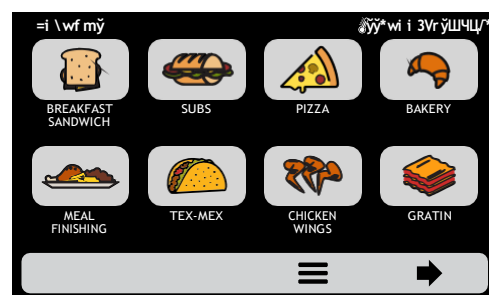 BREAKFAST
SANDWICH
SUBS
PIZZA
BAKERY
MEAL
FINISHING
TEX-MEX
CHICKEN
WINGS
GRATIN